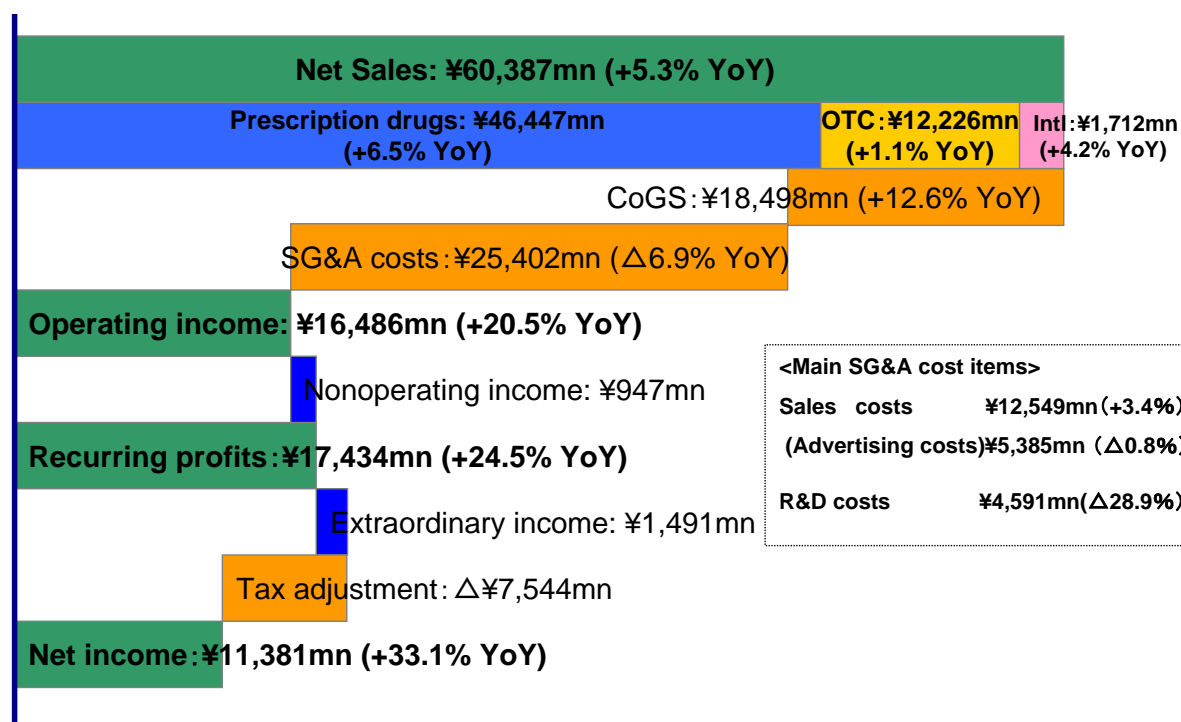 Net Sales: ¥60,387mn (+5.3% YoY)
Prescription drugs: ¥46,447mn
(+6.5% YoY)
OTC：¥12,226mn
(+1.1% YoY)
Intl：¥1,712mn
(+4.2% YoY)
CoGS：¥18,498mn (+12.6% YoY)
SG&A costs：¥25,402mn (△6.9% YoY)
Operating income: ¥16,486mn (+20.5% YoY)
Nonoperating income: ¥947mn
Recurring profits：¥17,434mn (+24.5% YoY)
Extraordinary income: ¥1,491mn
Tax adjustment：△¥7,544mn
Net income：¥11,381mn (+33.1% YoY)
<Main SG&A cost items>
Sales costs ¥12,549mn（+3.4%）
(Advertising costs)¥5,385mn（△0.8%）
R&D costs ¥4,591mn(△28.9%)